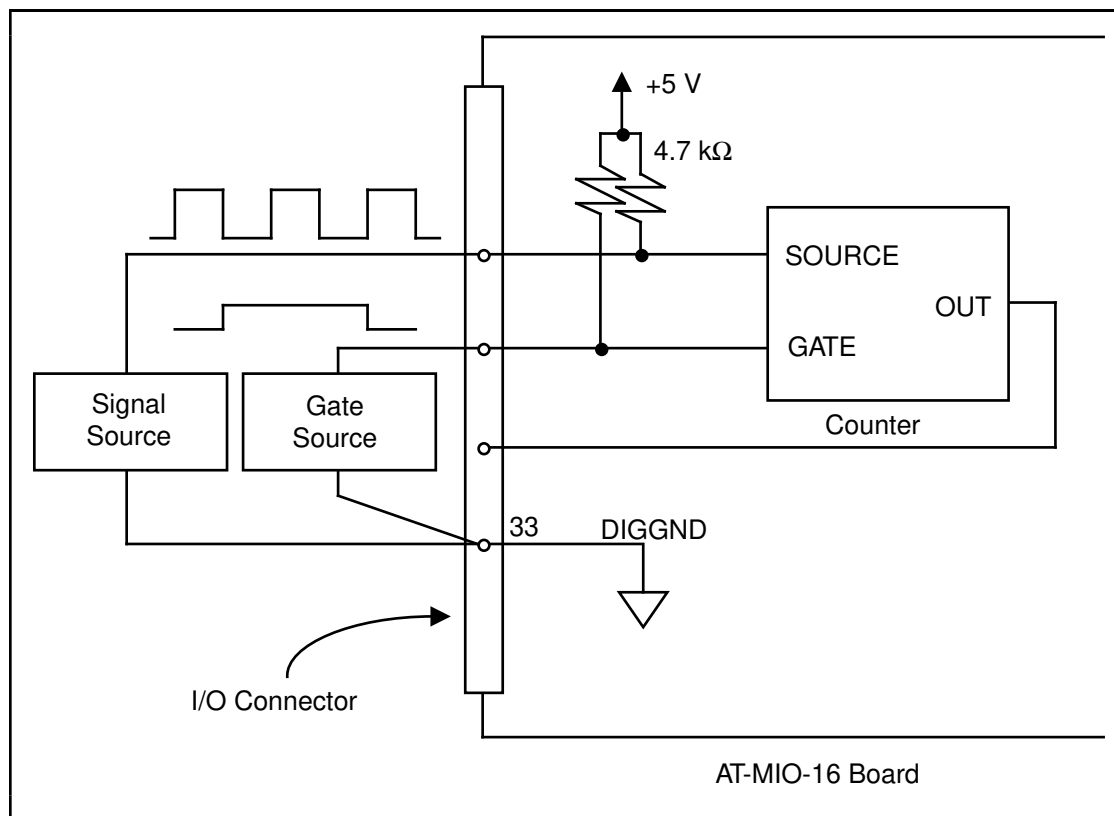 +5 V
4.7 kΩ
SOURCE
OUT
GATE
Signal
Source
Gate
Source
Counter
33
DIGGND
I/O Connector
AT-MIO-16 Board